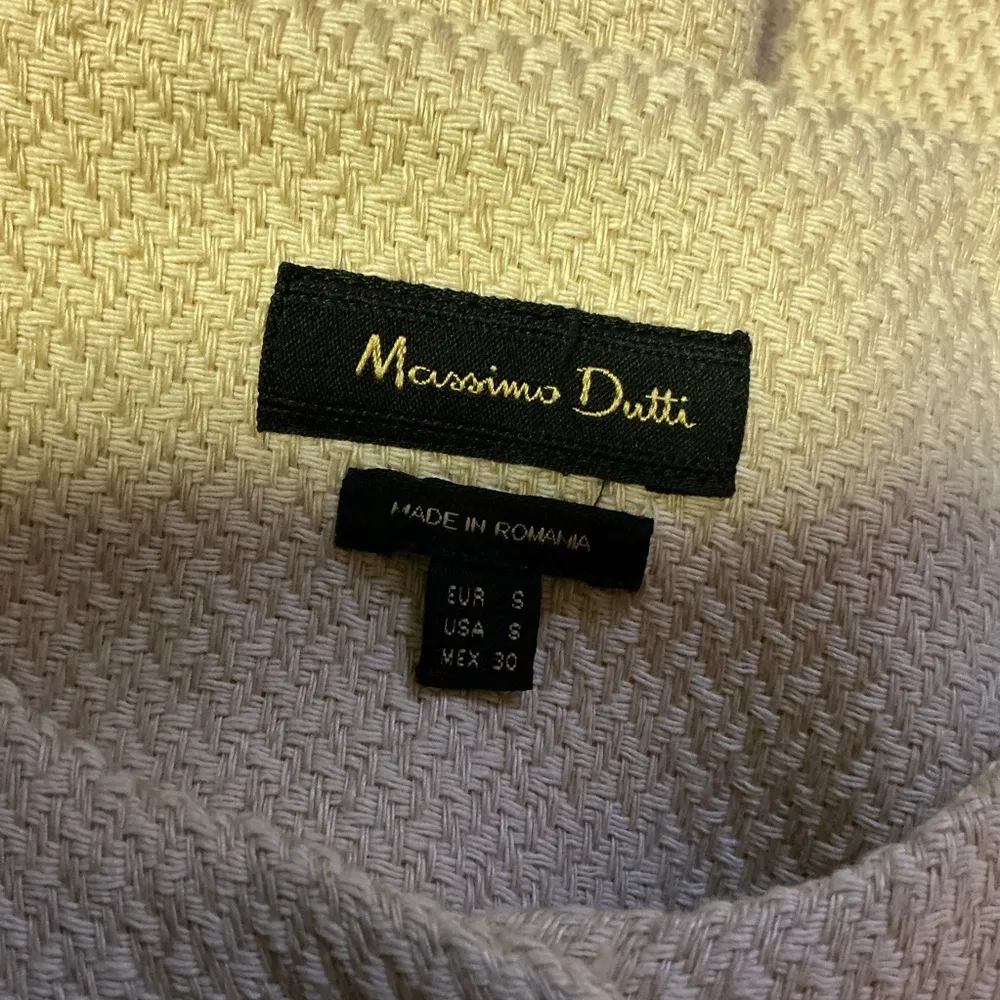 Massimo Dutti
MADE IN ROMANIA
EUR S
USA S
MEX 30